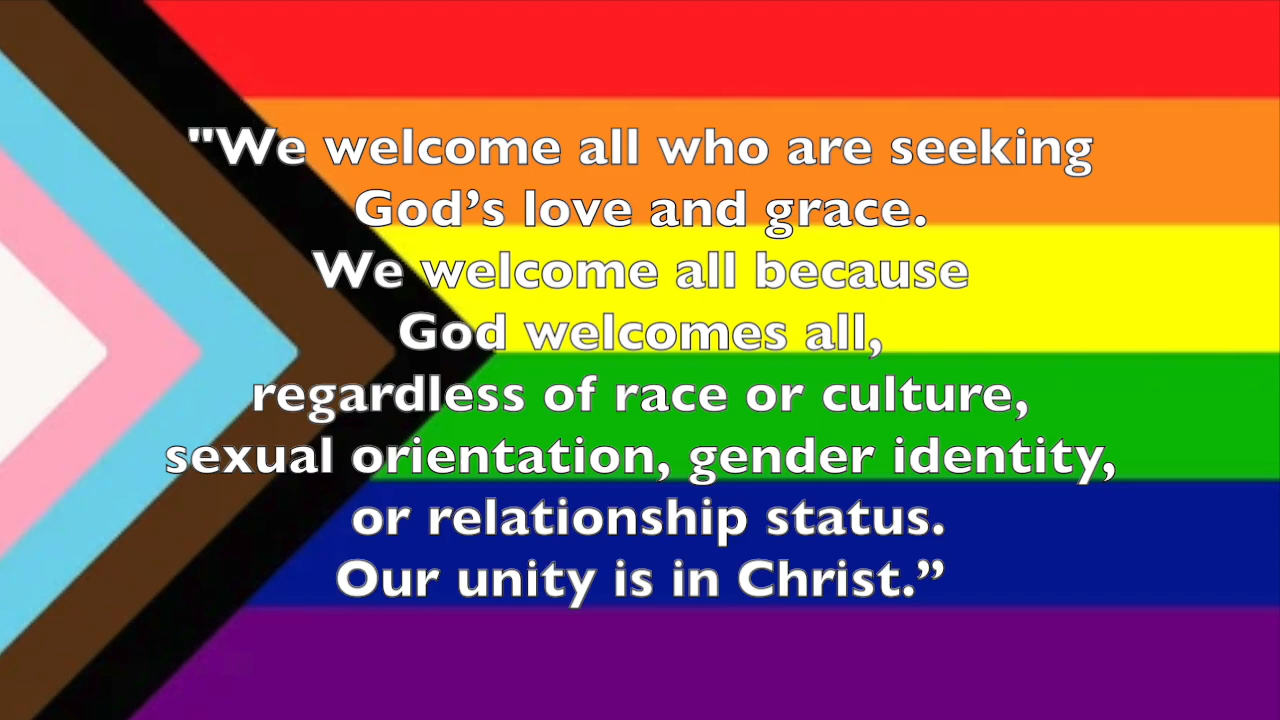 "We welcome all who are seeking
God’s love and grace.
We welcome all because
God welcomes all,
regardless of race or culture,
sexual orientation, gender identity,
or relationship status.
Our unity is in Christ.”